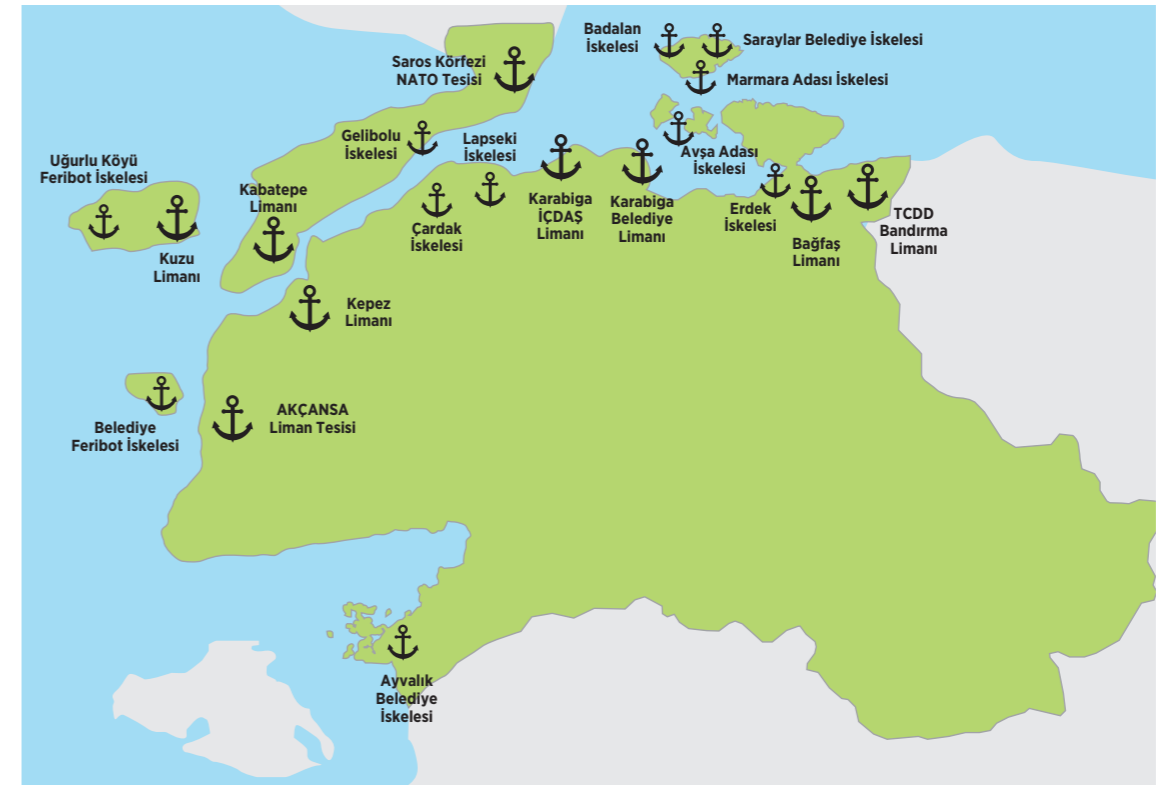 Badalan
İskelesi
Saraylar Belediye İskelesi
Saros Körfezi
NATO Tesisi
Marmara Adası İskelesi
Gelibolu
İskelesi
Lapseki
İskelesi
Avşa Adası
İskelesi
Uğurlu Köyü
Feribot İskelesi
Kabatepe
Limanı
Çardak
İskelesi
Karabiga
İÇDAŞ
Limanı
Karabiga
Belediye
Limanı
Erdek
İskelesi
Bağfaş
Limanı
TCDD
Bandırma
Limanı
Kuzu
Limanı
Kepez
Limanı
AKÇANSA
Liman Tesisi
Belediye
Feribot İskelesi
Ayvalık
Belediye
İskelesi